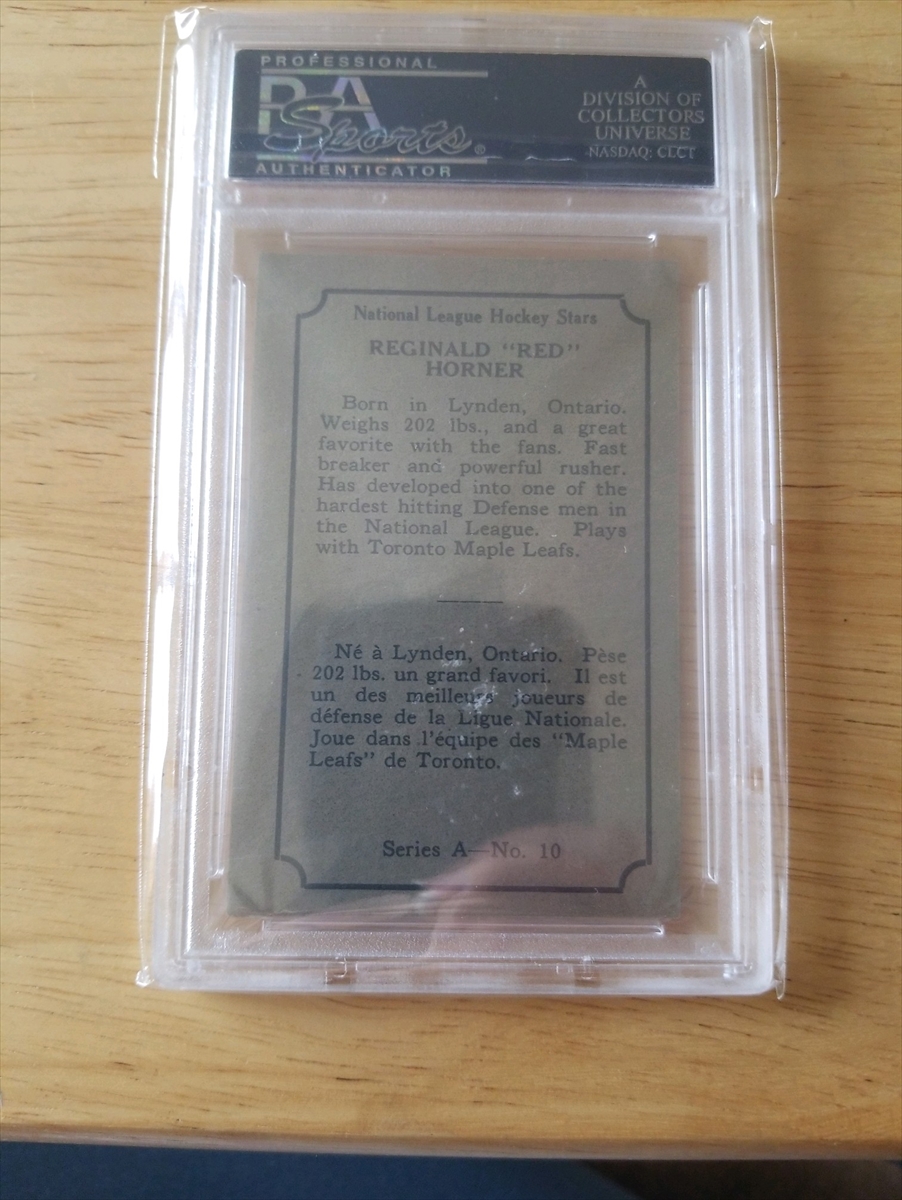 PROFESSIONAL
PSA
Sports®
AUTHENTICATOR
A
DIVISION OF
COLLECTORS
UNIVERSE
NASDAQ: CLCT
National League Hockey Stars
REGINALD "RED"
HORNER
Born in Lynden, Ontario.
Weighs 202 lbs., and a great
favorite with the fans. Fast
breaker and powerful rusher.
Has developed into one of the
hardest hitting Defense men in
the National League. Plays
with Toronto Maple Leafs.
Né à Lynden, Ontario. Pèse
202 lbs. un grand favori. Il est
un des meilleurs joueurs de
défense de la Ligue Nationale.
Joue dans l'équipe des "Maple
Leafs" de Toronto.
Series A—No. 10